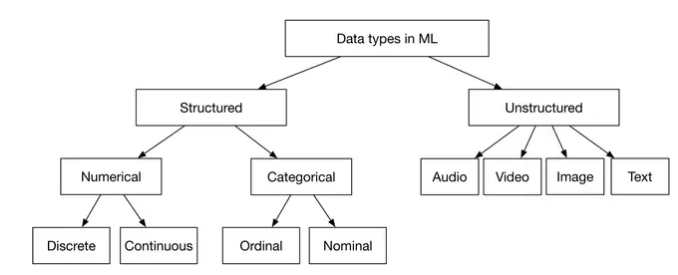 Data types in ML
Structured
Unstructured
Numerical
Categorical
Audio
Video
Image
Text
Discrete
Continuous
Ordinal
Nominal